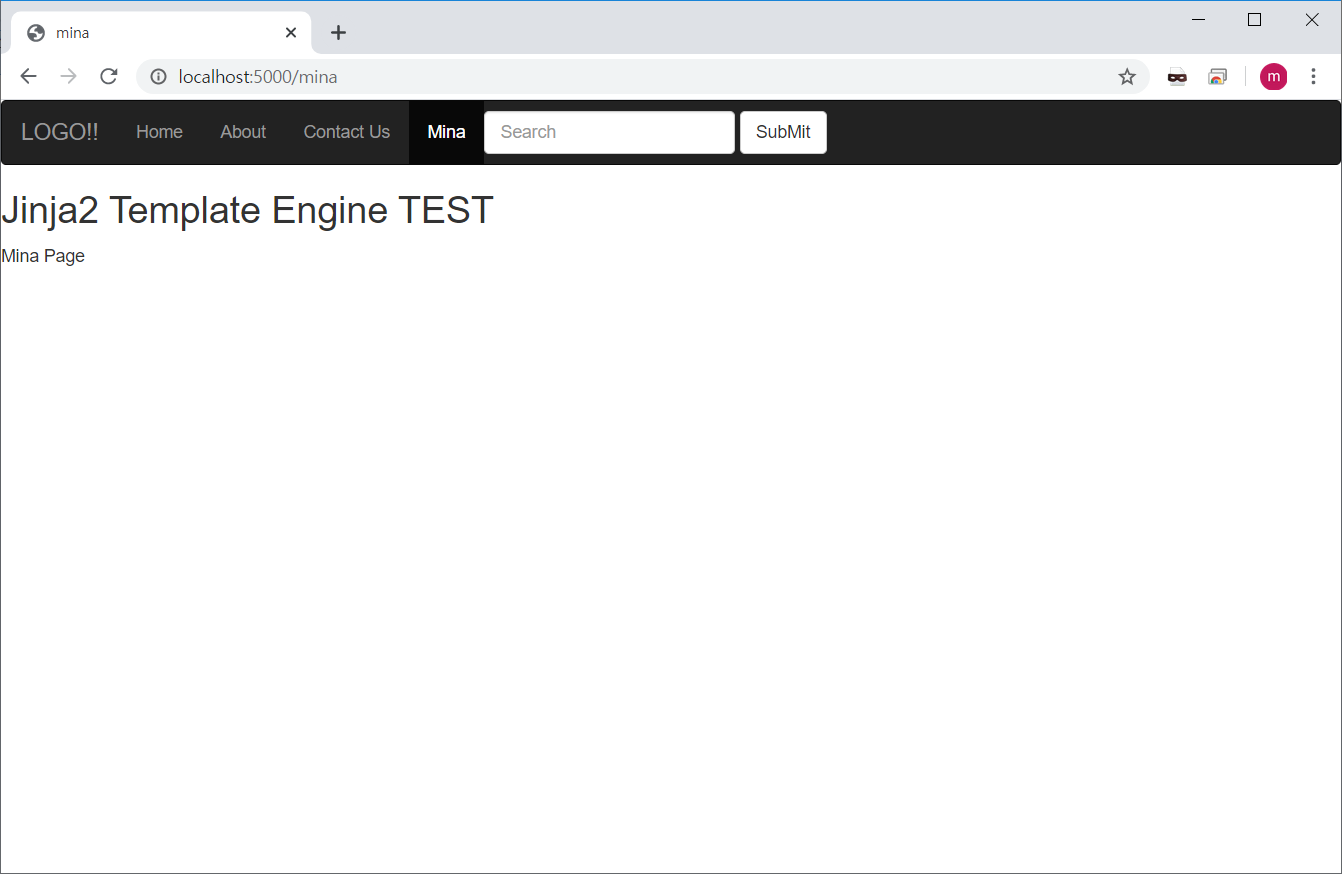 mina
localhost:5000/mina
m
LOGO!! Home About Contact Us Mina Search SubMit
Jinja2 Template Engine TEST
Mina Page